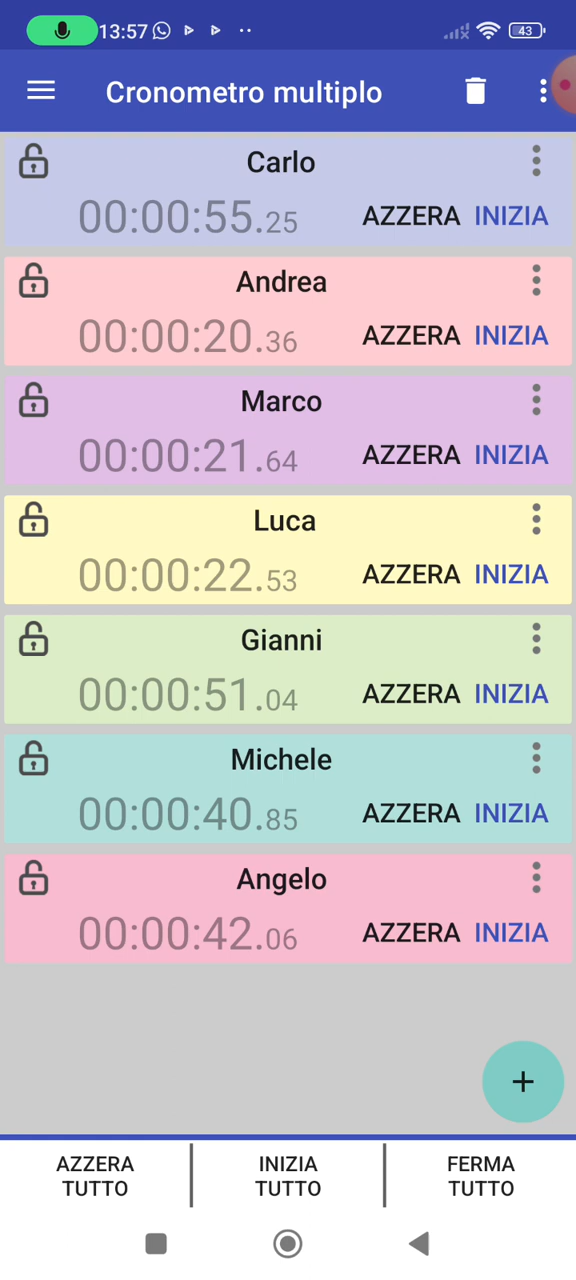 13:57
43
Cronometro multiplo
Carlo
00:00:55.25 AZZERA INIZIA
Andrea
00:00:20.36 AZZERA INIZIA
Marco
00:00:21.64 AZZERA INIZIA
Luca
00:00:22.53 AZZERA INIZIA
Gianni
00:00:51.04 AZZERA INIZIA
Michele
00:00:40.85 AZZERA INIZIA
Angelo
00:00:42.06 AZZERA INIZIA
+
AZZERA
TUTTO
INIZIA
TUTTO
FERMA
TUTTO